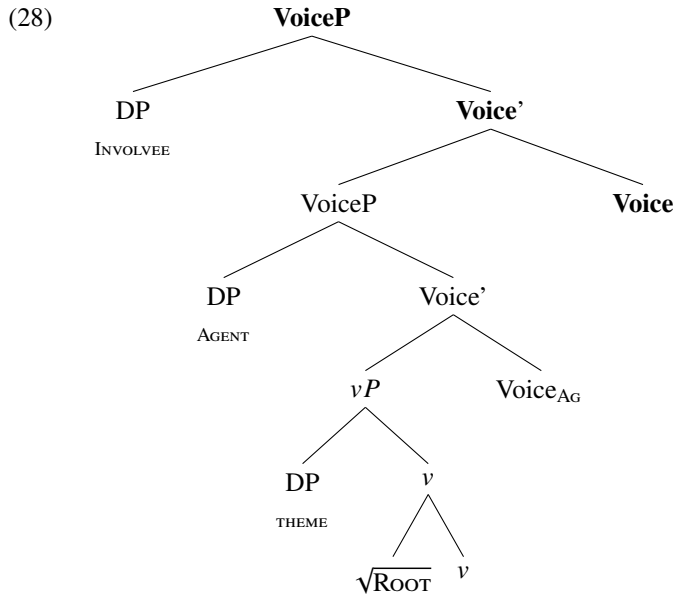 (28) VoiceP
DP Voice’
INVOLVEE
VoiceP Voice
DP Voice’
AGENT
vP VoiceAG
DP v
THEME
√ROOT v